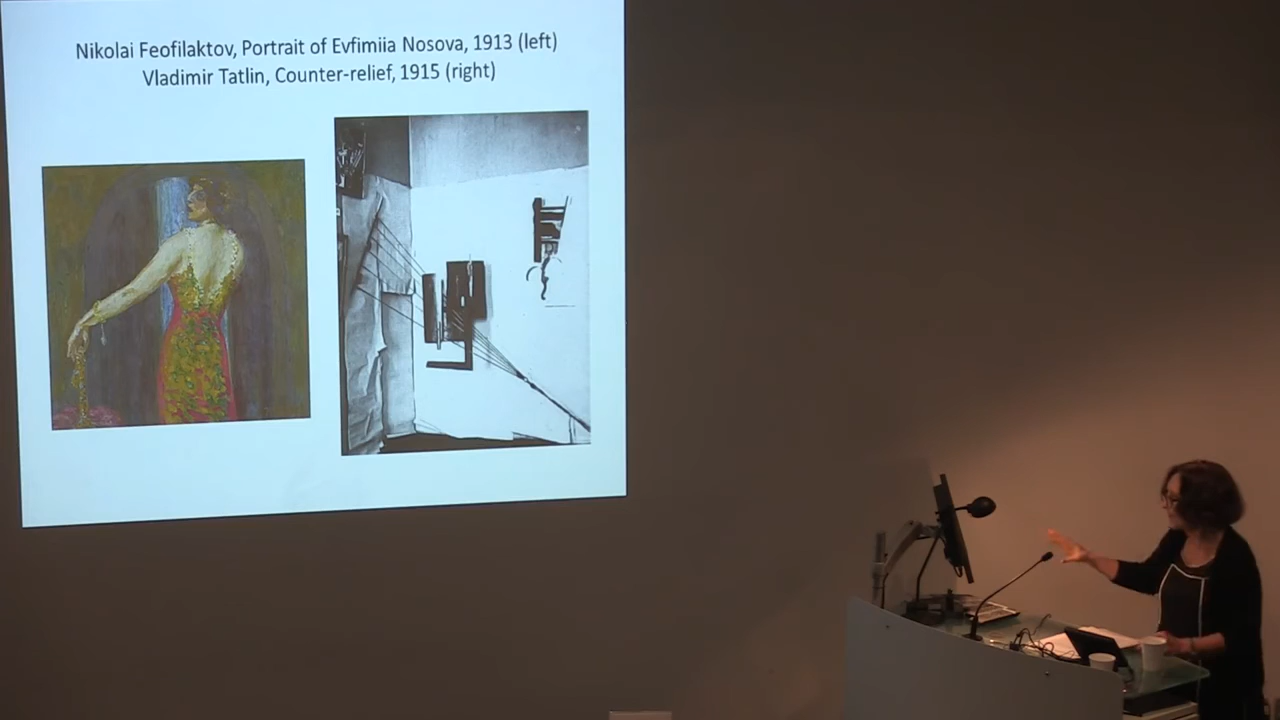 Nikolai Feofilaktov, Portrait of Evfimiia Nosova, 1913 (left)
Vladimir Tatlin, Counter-relief, 1915 (right)